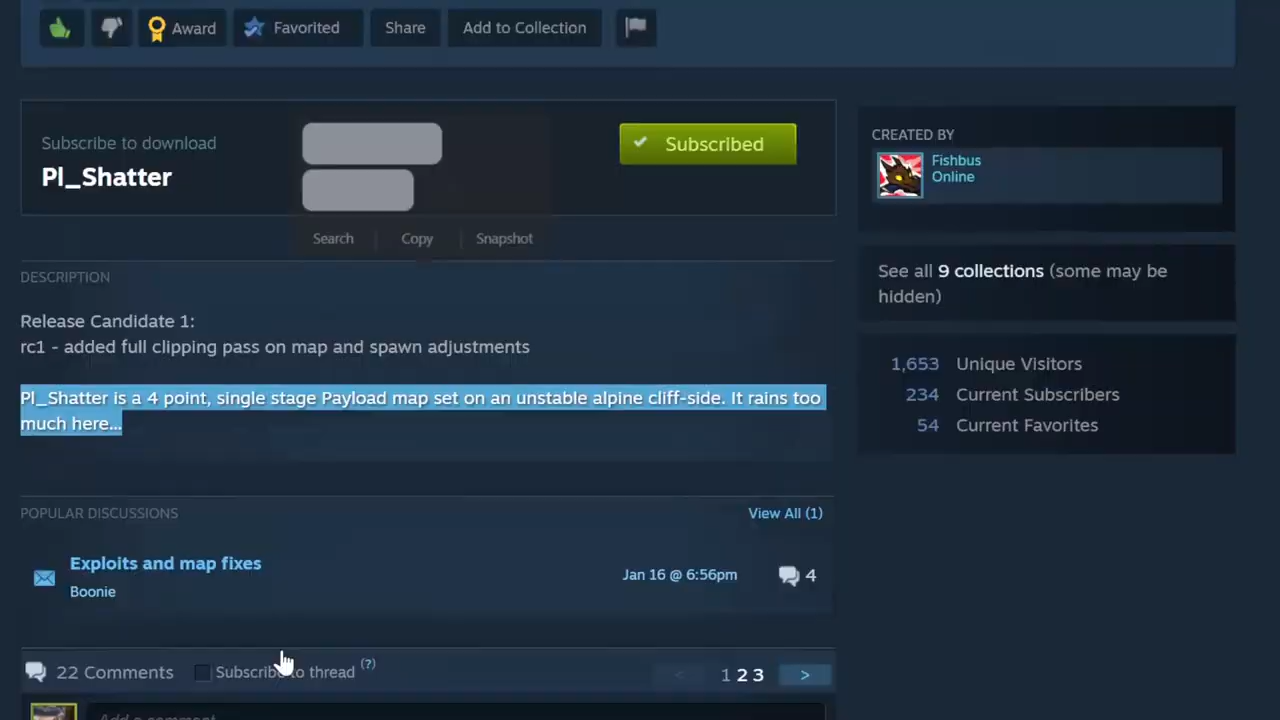 Award
Favorited
Share
Add to Collection
Subscribe to download
Pl_Shatter
Subscribed
Search
Copy
Snapshot
CREATED BY
Fishbus
Online
See all 9 collections (some may be
hidden)
1,653 Unique Visitors
234 Current Subscribers
54 Current Favorites
DESCRIPTION
Release Candidate 1:
rc1 - added full clipping pass on map and spawn adjustments
Pl_Shatter is a 4 point, single stage Payload map set on an unstable alpine cliff-side. It rains too
much here...
POPULAR DISCUSSIONS
View All (1)
Exploits and map fixes
Boonie
Jan 16 @ 6:56pm
4
22 Comments
Subscribe to thread (?)
< 1 2 3 >
Add a comment